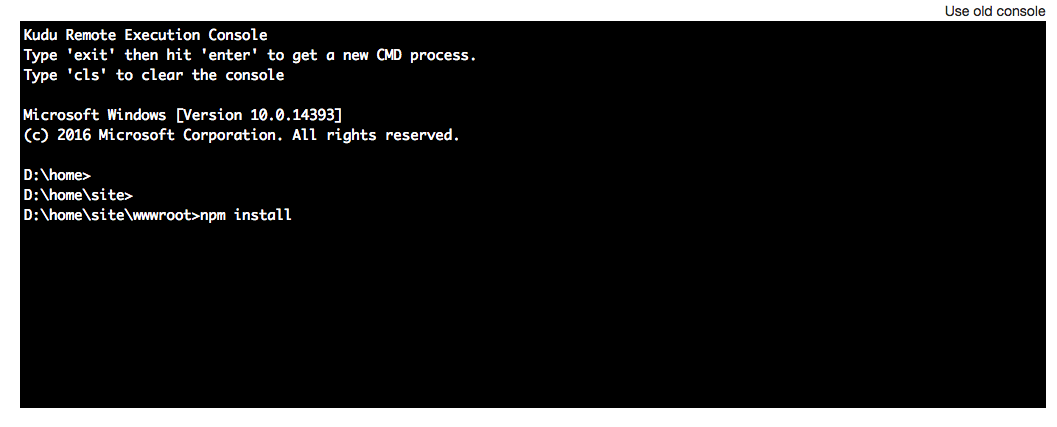 Use old console
Kudu Remote Execution Console
Type 'exit' then hit 'enter' to get a new CMD process.
Type 'cls' to clear the console
Microsoft Windows [Version 10.0.14393]
(c) 2016 Microsoft Corporation. All rights reserved.
D:\home>
D:\home\site>
D:\home\site\wwwroot>npm install